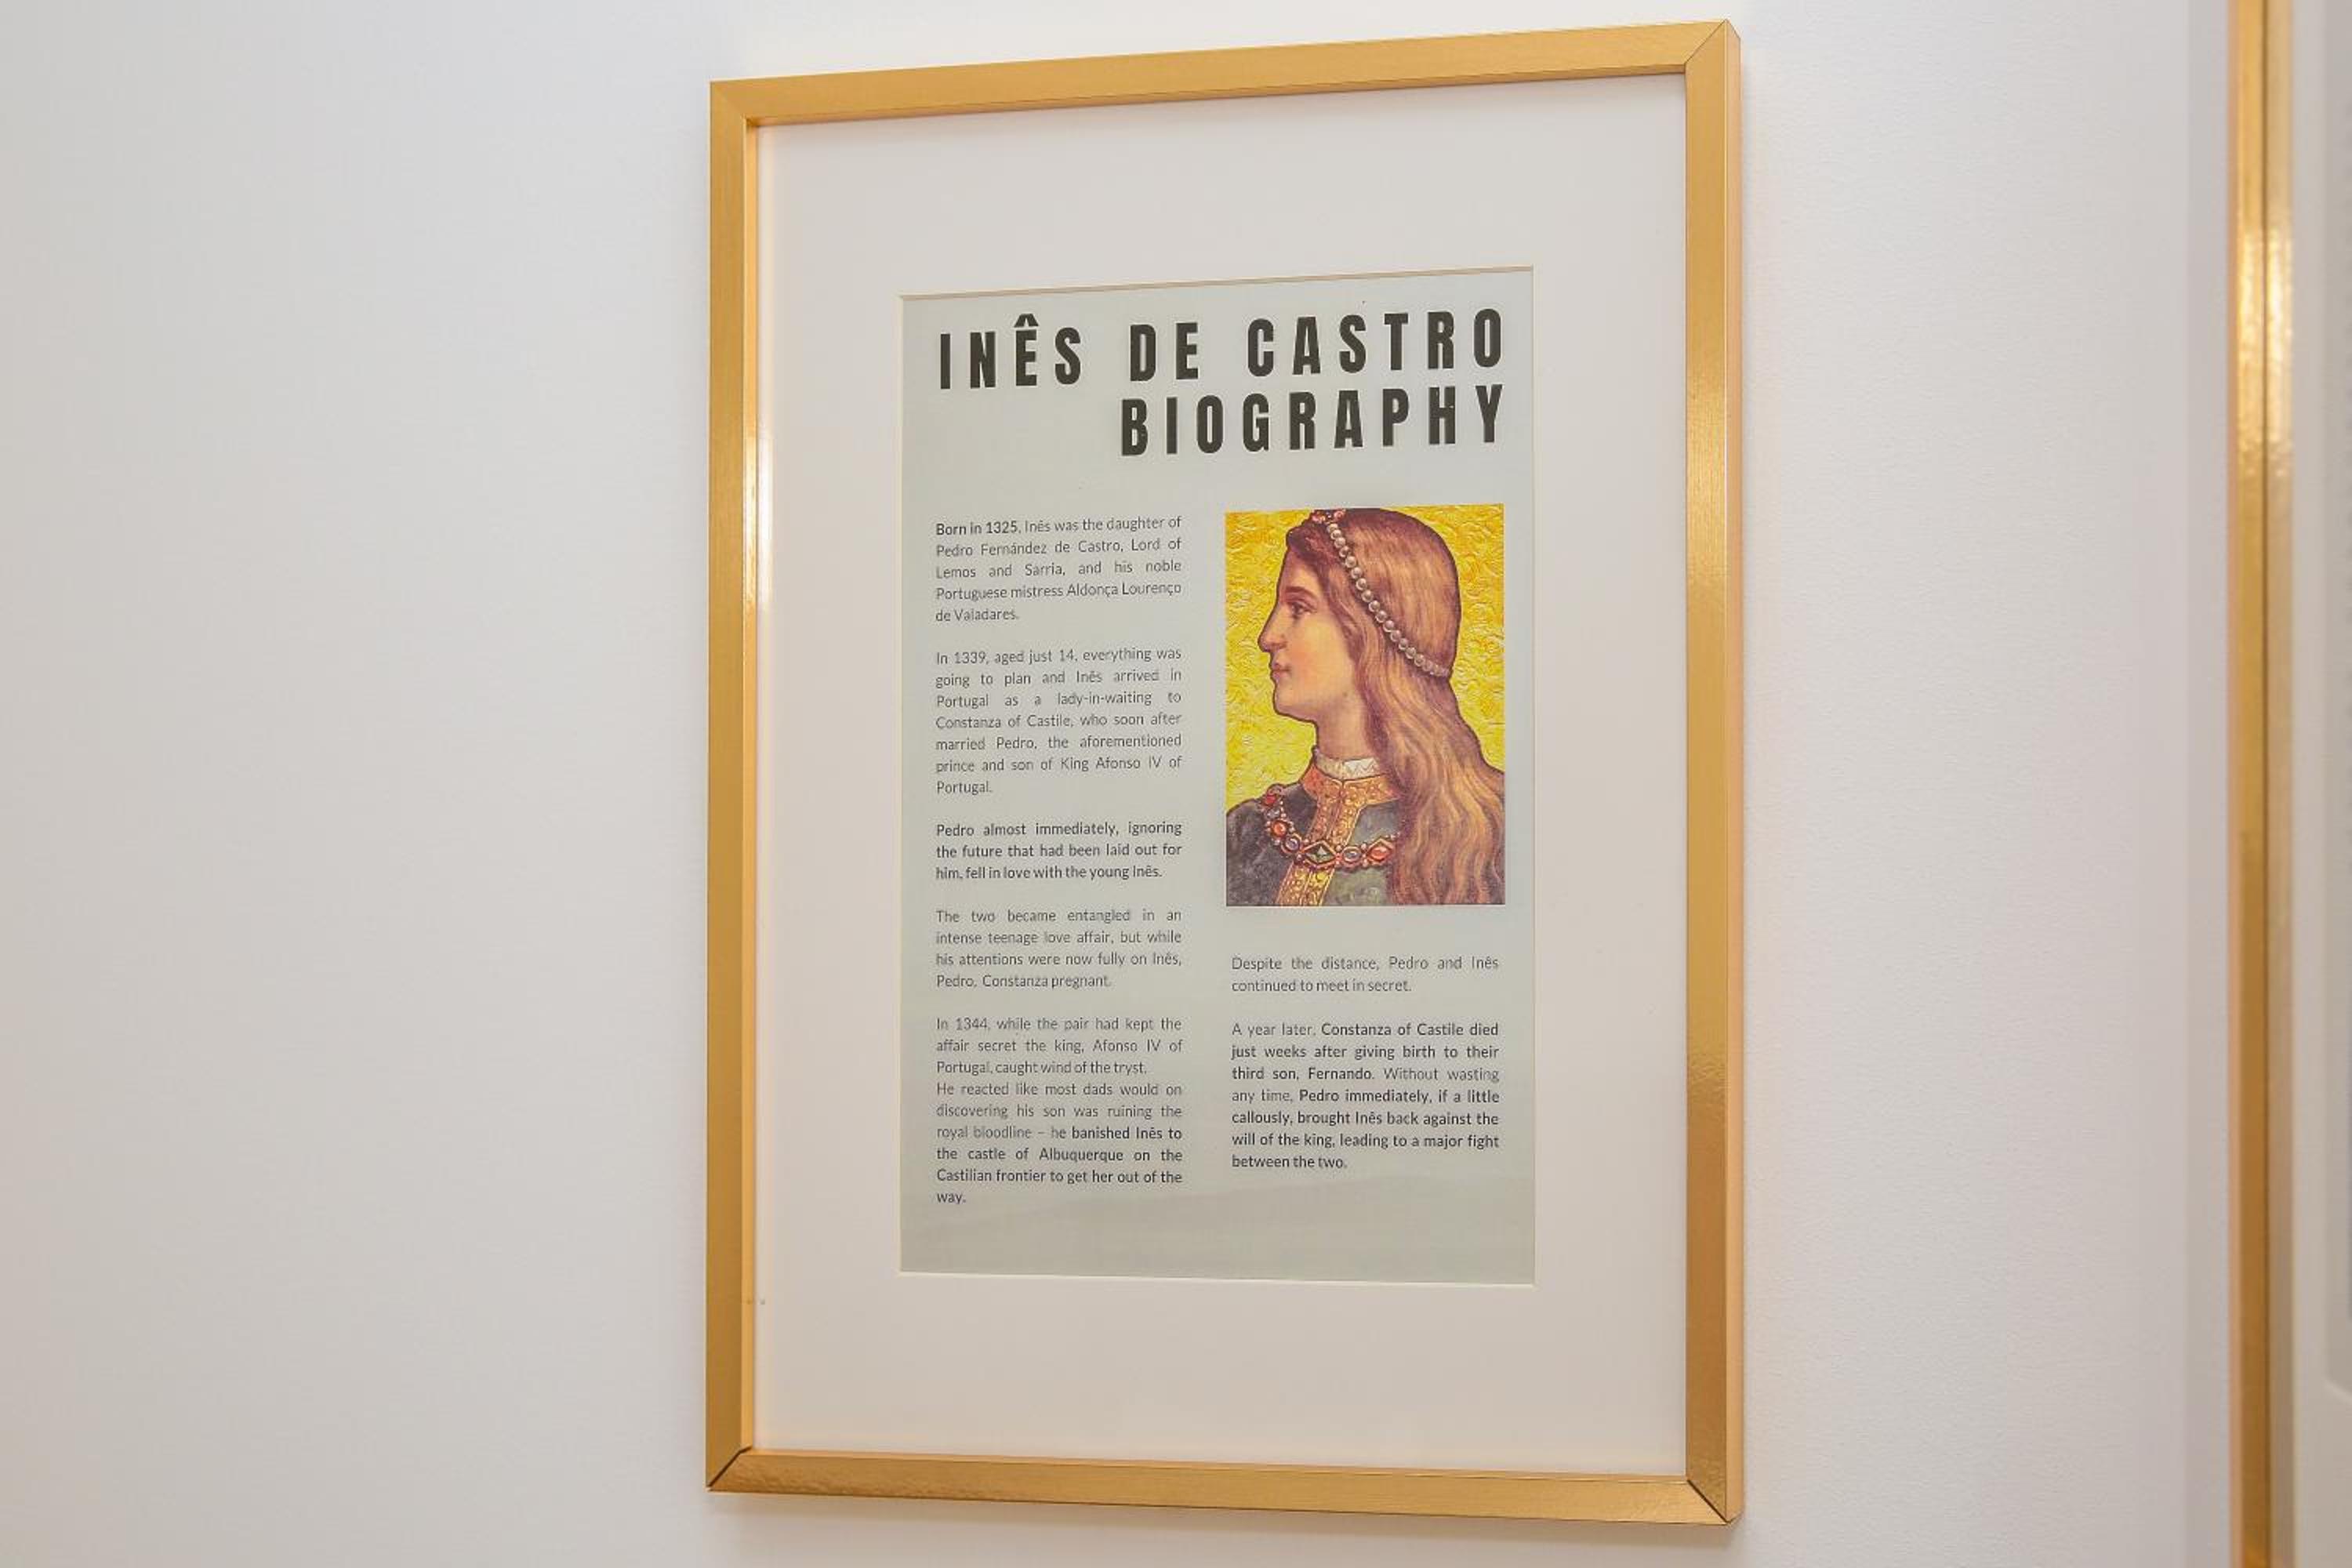 INÊS DE CASTRO
BIOGRAPHY
Born in 1325, Inês was the daughter of
Pedro Fernández de Castro, Lord of
Lemos and Sarria, and his noble
Portuguese mistress Aldonça Lourenço
de Valadares.
In 1339, aged just 14, everything was
going to plan and Inês arrived in
Portugal as a lady-in-waiting to
Constanza of Castile, who soon after
married Pedro, the aforementioned
prince and son of King Afonso IV of
Portugal.
Pedro almost immediately, ignoring
the future that had been laid out for
him, fell in love with the young Inês.
The two became entangled in an
intense teenage love affair, but while
his attentions were now fully on Inês,
Pedro, Constanza pregnant.
In 1344, while the pair had kept the
affair secret the king, Afonso IV of
Portugal, caught wind of the tryst.
He reacted like most dads would on
discovering his son was ruining the
royal bloodline – he banished Inês to
the castle of Albuquerque on the
Castilian frontier to get her out of the
way.
Despite the distance, Pedro and Inês
continued to meet in secret.
A year later, Constanza of Castile died
just weeks after giving birth to their
third son, Fernando. Without wasting
any time, Pedro immediately, if a little
callously, brought Inês back against the
will of the king, leading to a major fight
between the two.